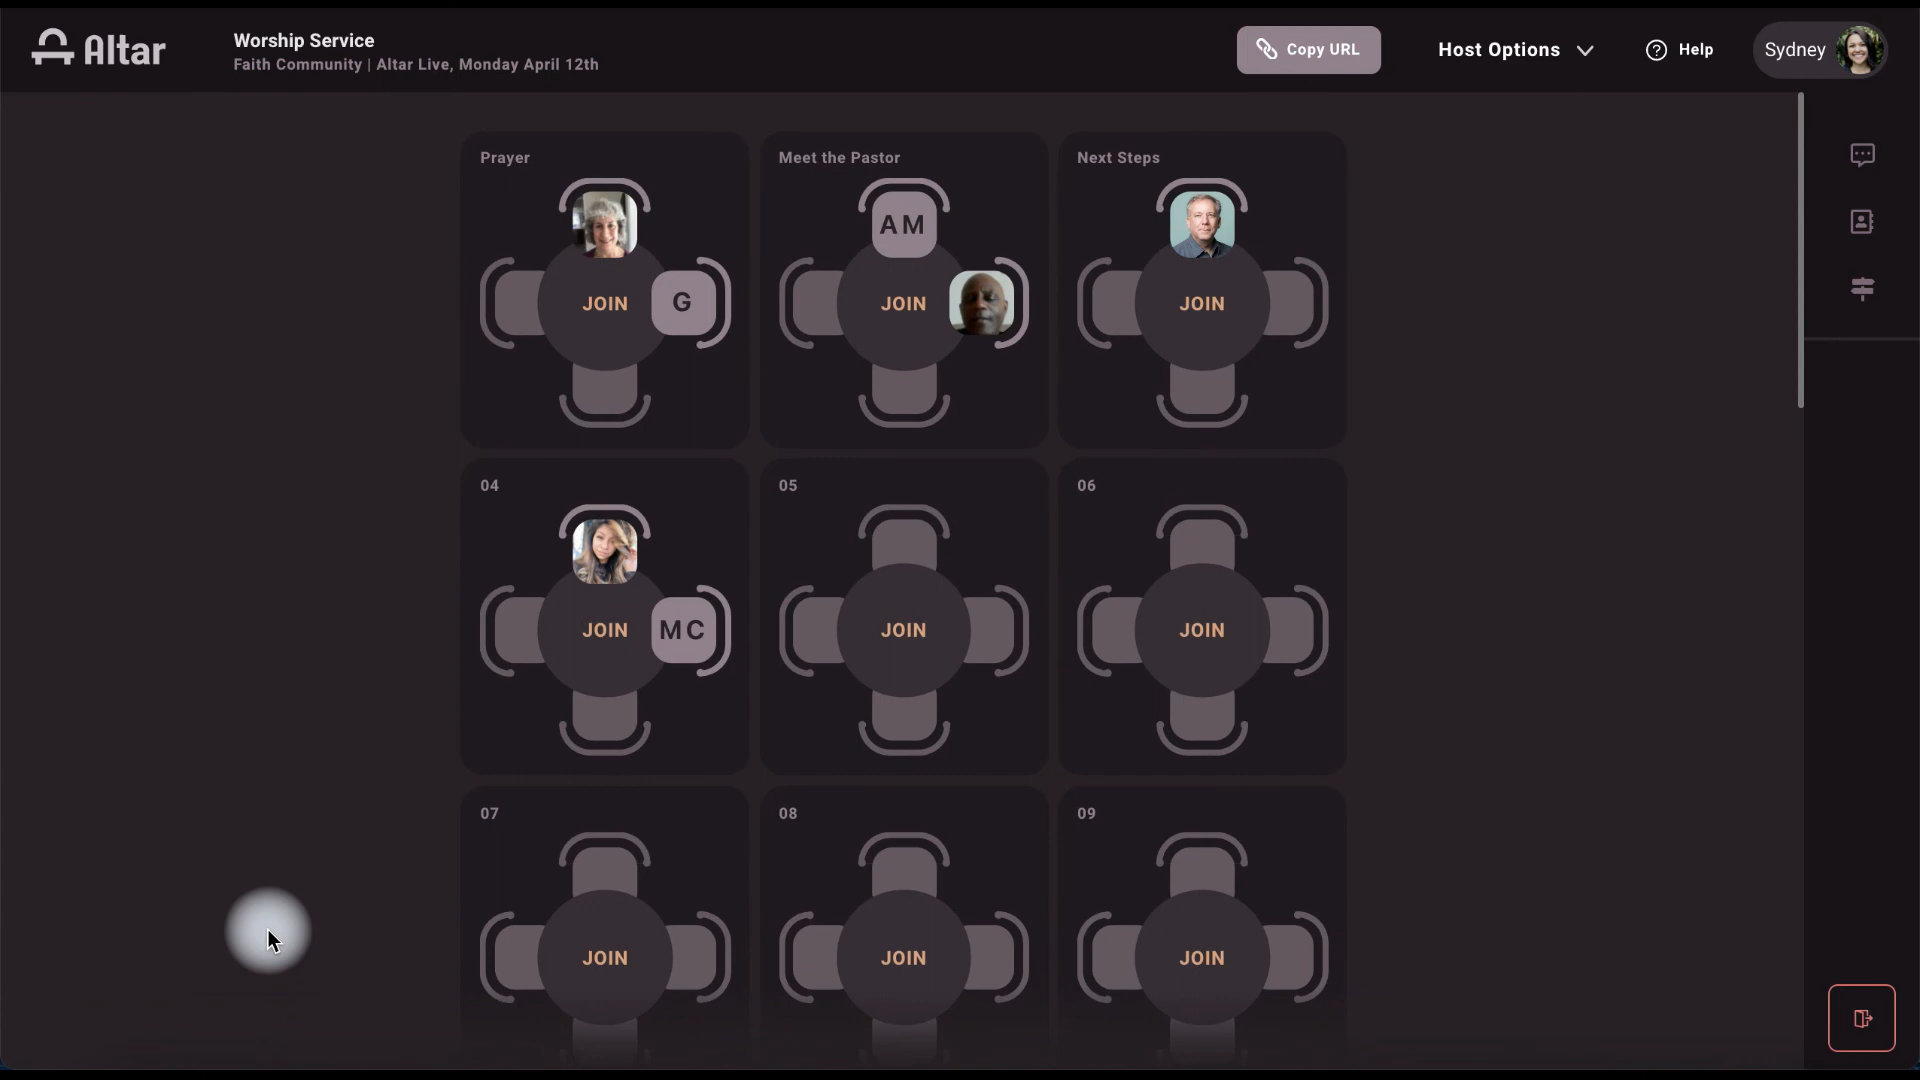 Altar
Worship Service
Faith Community | Altar Live, Monday April 12th
Copy URL
Host Options
Help
Sydney
Prayer
Meet the Pastor
Next Steps
AM
JOIN
G
JOIN
JOIN
04
05
06
JOIN
MC
JOIN
JOIN
07
08
09
JOIN
JOIN
JOIN